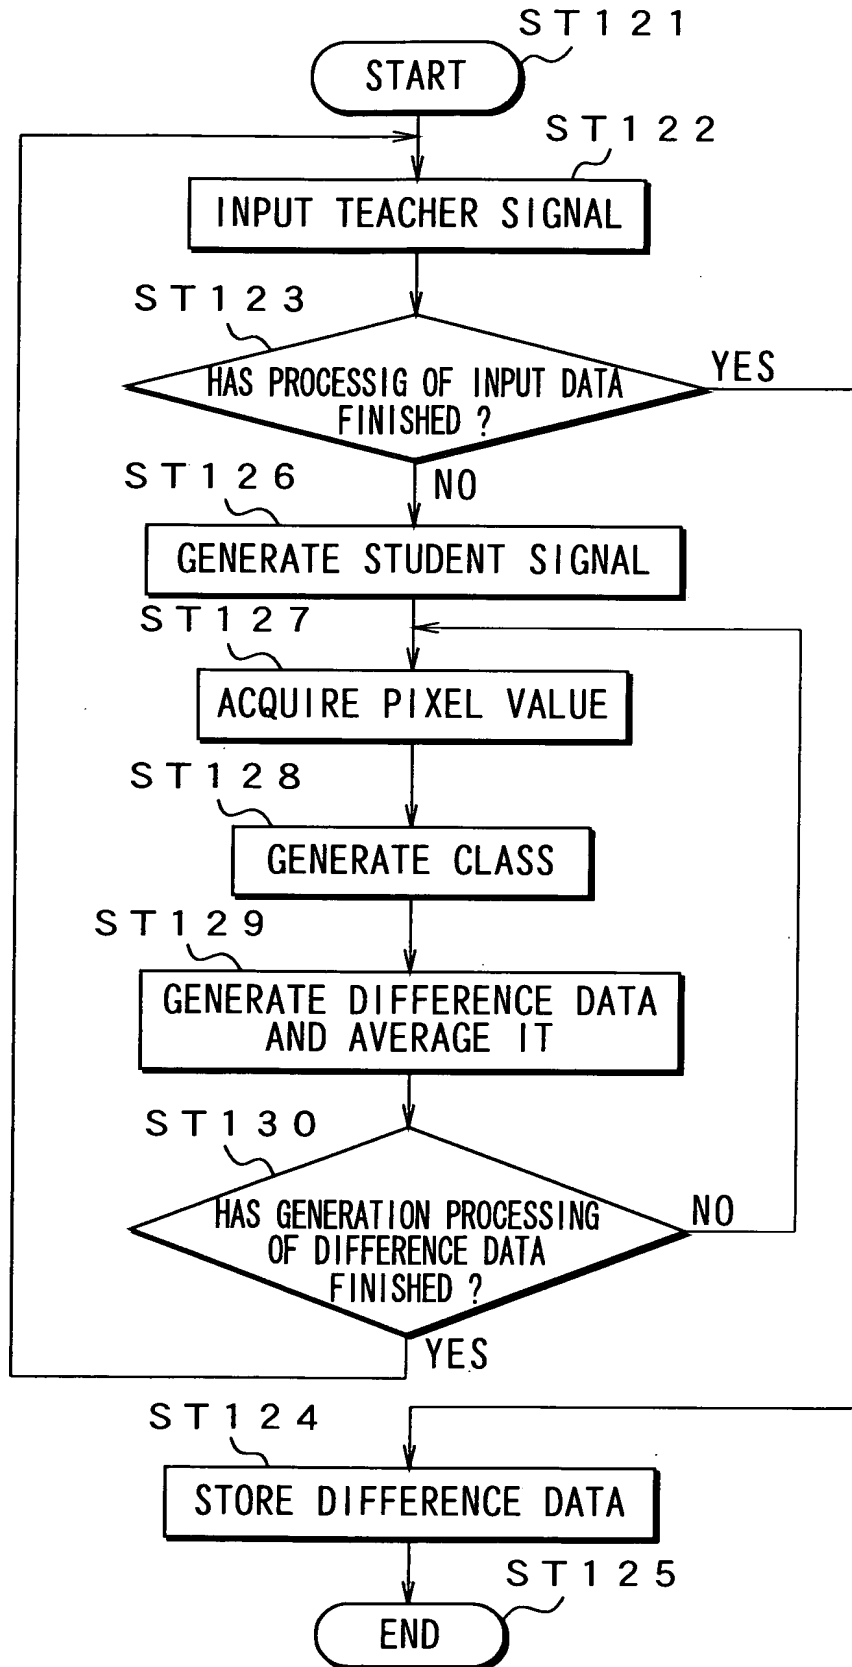 ST121
START
ST122
INPUT TEACHER SIGNAL
ST123
HAS PROCESSIG OF INPUT DATA
FINISHED ?
YES
NO
ST126
GENERATE STUDENT SIGNAL
ST127
ACQUIRE PIXEL VALUE
ST128
GENERATE CLASS
ST129
GENERATE DIFFERENCE DATA
AND AVERAGE IT
ST130
HAS GENERATION PROCESSING
OF DIFFERENCE DATA
FINISHED ?
NO
YES
ST124
STORE DIFFERENCE DATA
ST125
END